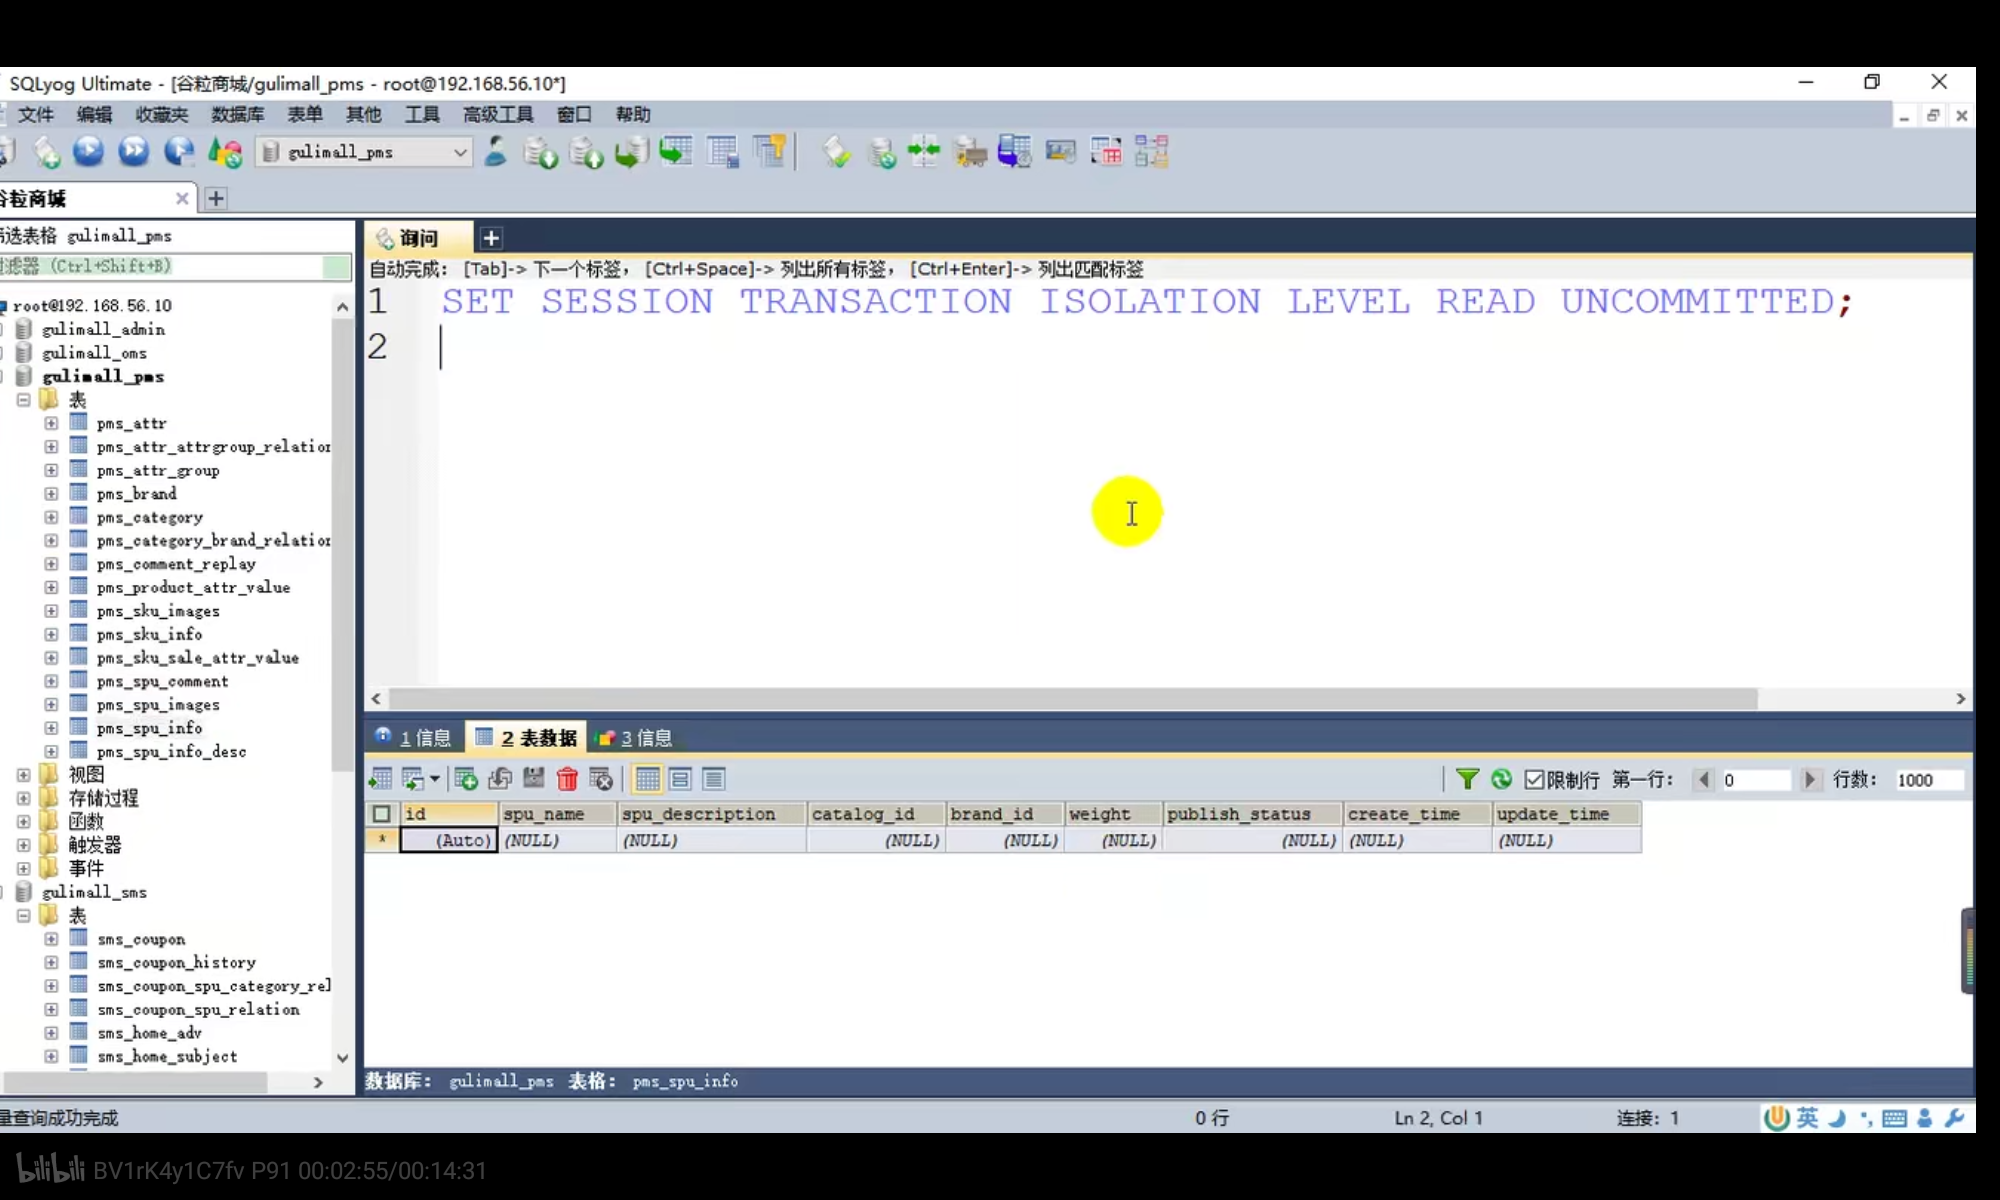 SQLyog Ultimate - [谷粒商城/gulimall_pms - root@192.168.56.10*]
文件 编辑 收藏夹 数据库 表单 其他 工具 高级工具 窗口 帮助
gulimall_pms
谷粒商城
筛选表格 gulimall_pms
过滤器 (Ctrl+Shift+B)
root@192.168.56.10
gulimall_admin
gulimall_oms
gulimall_pms
表
pms_attr
pms_attr_attrgroup_relation
pms_attr_group
pms_brand
pms_category
pms_category_brand_relation
pms_comment_replay
pms_product_attr_value
pms_sku_images
pms_sku_info
pms_sku_sale_attr_value
pms_spu_comment
pms_spu_images
pms_spu_info
pms_spu_info_desc
视图
存储过程
函数
触发器
事件
gulimall_sms
表
sms_coupon
sms_coupon_history
sms_coupon_spu_category_rel
sms_coupon_spu_relation
sms_home_adv
sms_home_subject
询问
自动完成: [Tab]-> 下一个标签, [Ctrl+Space]-> 列出所有标签, [Ctrl+Enter]-> 列出匹配标签
1 SET SESSION TRANSACTION ISOLATION LEVEL READ UNCOMMITTED;
2
1 信息 2 表数据 3 信息
限制行 第一行: 0 行数: 1000
id spu_name spu_description catalog_id brand_id weight publish_status create_time update_time
* (Auto) (NULL) (NULL) (NULL) (NULL) (NULL) (NULL) (NULL) (NULL)
数据库: gulimall_pms 表格: pms_spu_info
量查询成功完成 0 行 Ln 2, Col 1 连接: 1 英
bilibili BV1rK4y1C7fv P91 00:02:55/00:14:31